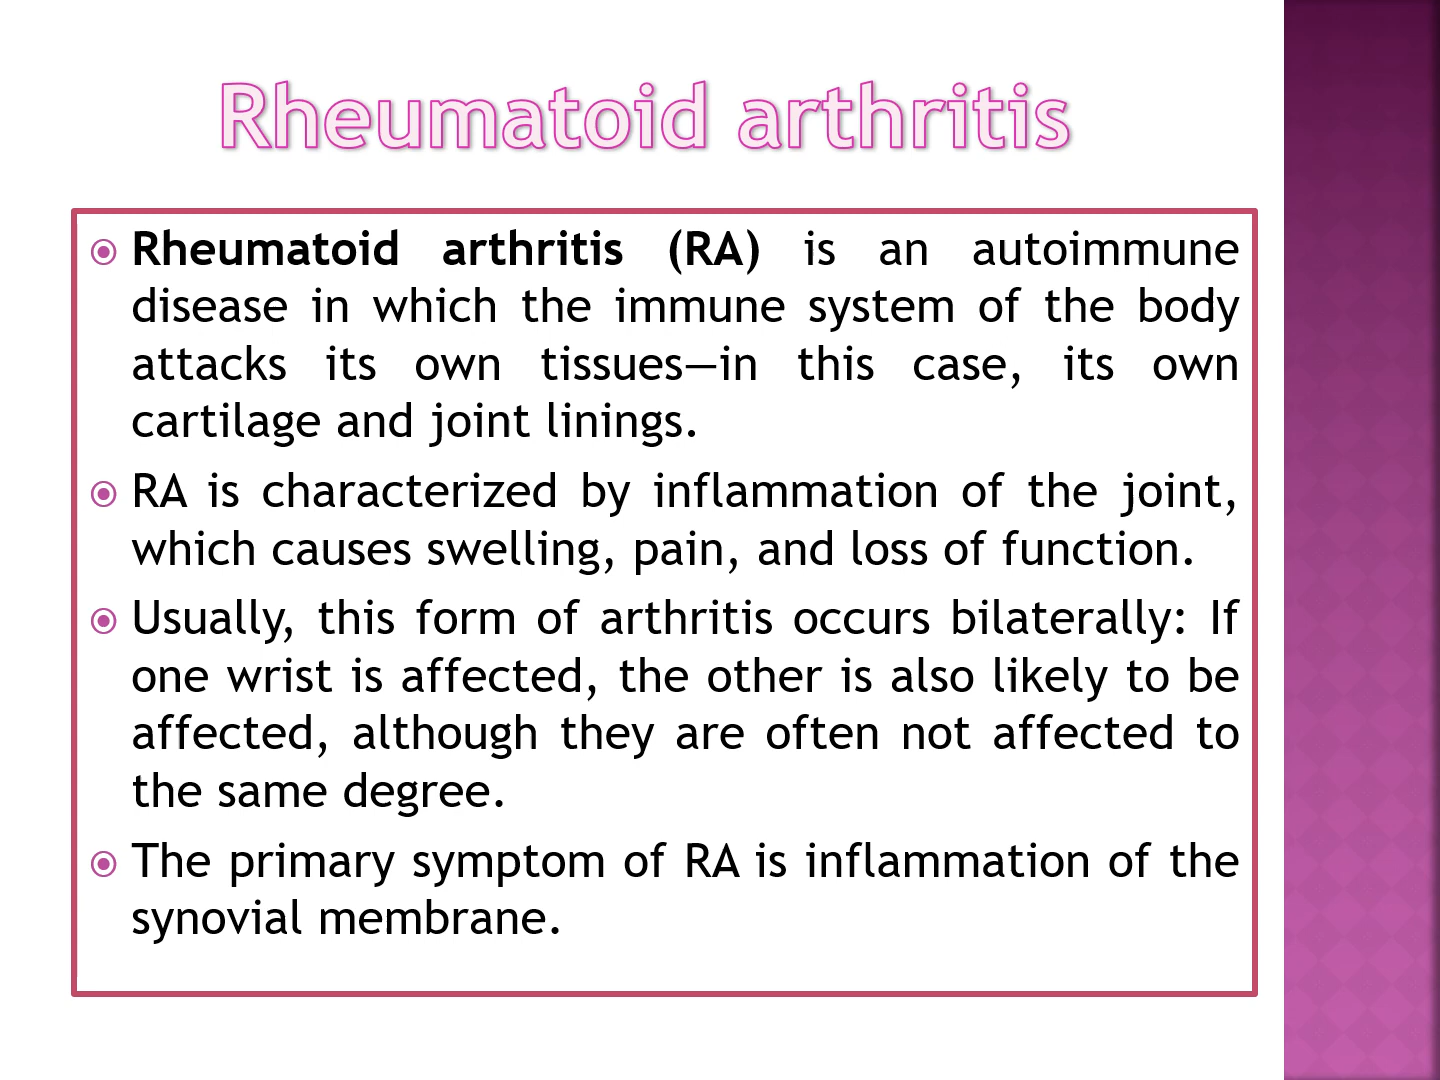 Rheumatoid arthritis
Rheumatoid arthritis (RA) is an autoimmune
disease in which the immune system of the body
attacks its own tissues—in this case, its own
cartilage and joint linings.
RA is characterized by inflammation of the joint,
which causes swelling, pain, and loss of function.
Usually, this form of arthritis occurs bilaterally: If
one wrist is affected, the other is also likely to be
affected, although they are often not affected to
the same degree.
The primary symptom of RA is inflammation of the
synovial membrane.